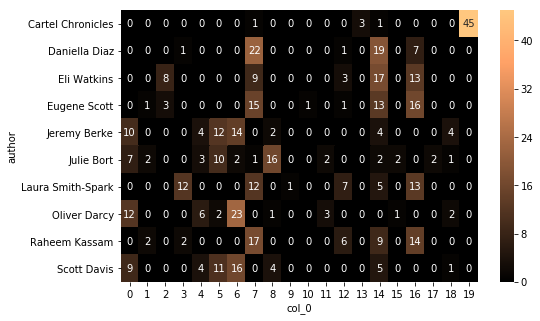 Cartel Chronicles 0 0 0 0 0 0 0 1 0 0 0 0 0 3 1 0 0 0 0 45
Daniella Diaz 0 0 0 1 0 0 0 22 0 0 0 0 1 0 19 0 7 0 0 0
Eli Watkins 0 0 8 0 0 0 0 9 0 0 0 0 3 0 17 0 13 0 0 0
Eugene Scott 0 1 3 0 0 0 0 15 0 0 1 0 1 0 13 0 16 0 0 0
Jeremy Berke 10 0 0 0 4 12 14 0 2 0 0 0 0 0 4 0 0 0 4 0
Julie Bort 7 2 0 0 3 10 2 1 16 0 0 2 0 0 2 2 0 2 1 0
Laura Smith-Spark 0 0 0 12 0 0 0 12 0 1 0 0 7 0 5 0 13 0 0 0
Oliver Darcy 12 0 0 0 6 2 23 0 1 0 0 3 0 0 0 1 0 0 2 0
Raheem Kassam 0 2 0 2 0 0 0 17 0 0 0 0 6 0 9 0 14 0 0 0
Scott Davis 9 0 0 0 4 11 16 0 4 0 0 0 0 0 5 0 0 0 1 0
0 1 2 3 4 5 6 7 8 9 10 11 12 13 14 15 16 17 18 19
col_0
author
40
32
24
16
8
0